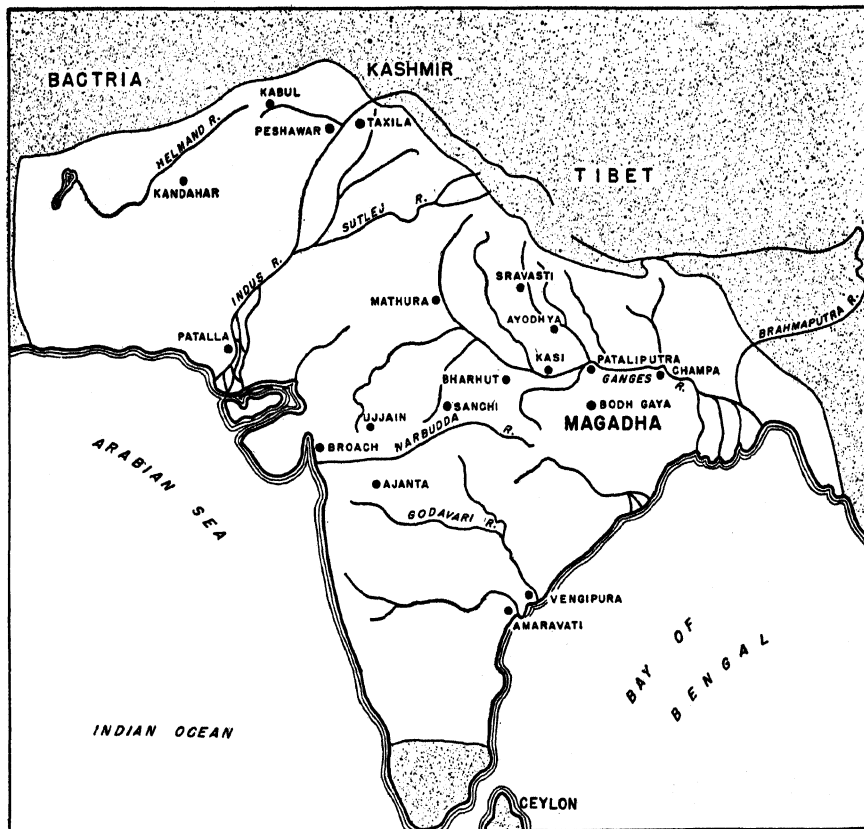 BACTRIA
KASHMIR
KABUL
PESHAWAR
TAXILA
HELMAND R.
KANDAHAR
TIBET
SUTLEJ R.
INDUS R.
SRAVASTI
MATHURA
AYODHYA
BRAHMAPUTRA R.
PATALLA
KASI
PATALIPUTRA
BHARHUT
GANGES R.
CHAMPA
UJJAIN
SANCHI
BODH GAYA
MAGADHA
NARBUDDA R.
BROACH
ARABIAN SEA
AJANTA
GODAVARI R.
VENGIPURA
AMARAVATI
BAY OF
BENGAL
INDIAN OCEAN
CEYLON